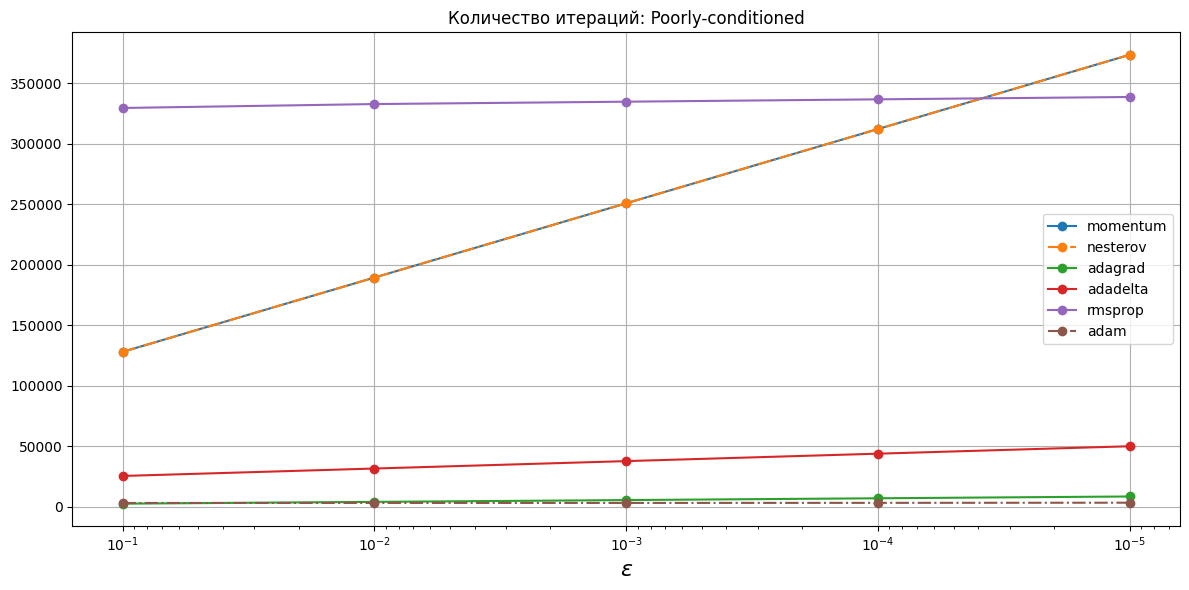 Количество итераций: Poorly-conditioned
350000
300000
250000
200000
150000
100000
50000
0
momentum
nesterov
adagrad
adadelta
rmsprop
adam
10⁻¹
10⁻²
10⁻³
10⁻⁴
10⁻⁵
ε